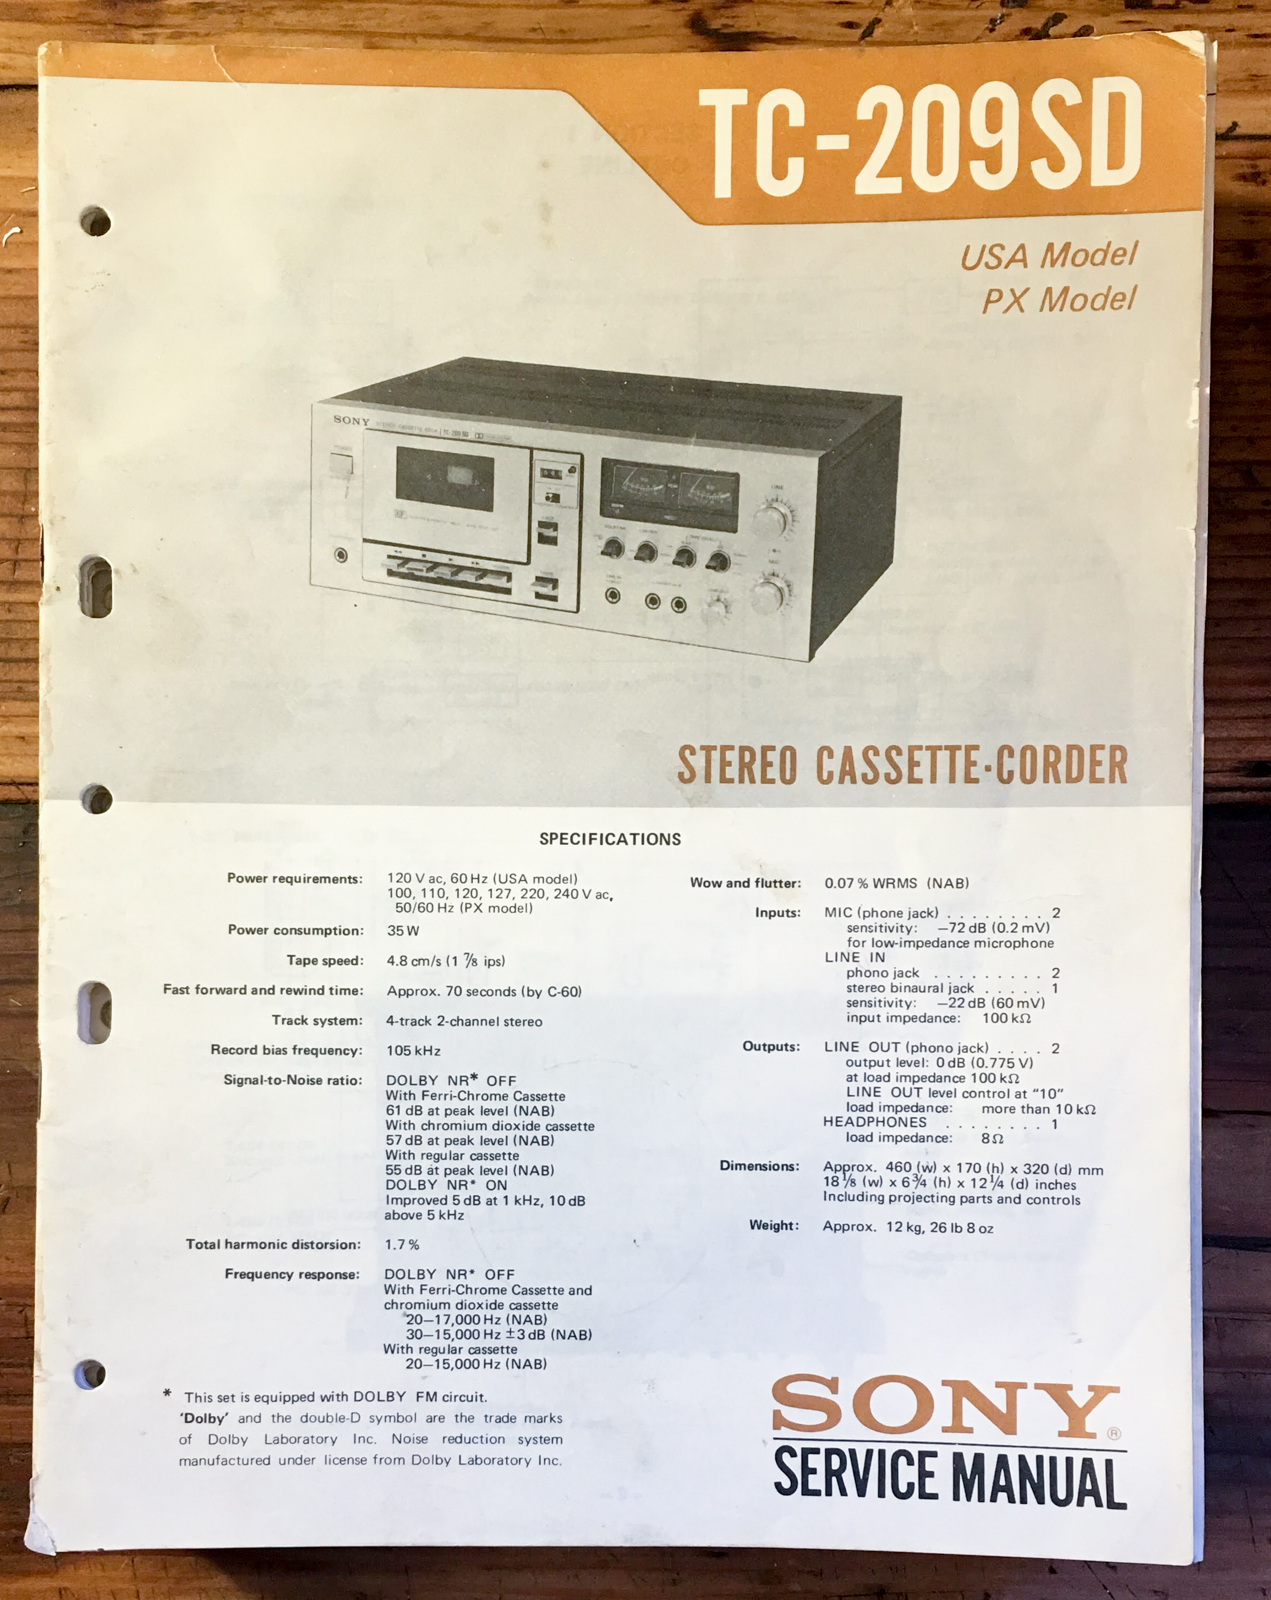 TC-209SD
USA Model
PX Model
SONY
TC-209SD
STEREO CASSETTE-CORDER
SPECIFICATIONS
Power requirements: 120 V ac, 60 Hz (USA model)
100, 110, 120, 127, 220, 240 V ac,
50/60 Hz (PX model)
Power consumption: 35 W
Tape speed: 4.8 cm/s (1 7/8 ips)
Fast forward and rewind time: Approx. 70 seconds (by C-60)
Track system: 4-track 2-channel stereo
Record bias frequency: 105 kHz
Signal-to-Noise ratio: DOLBY NR* OFF
With Ferri-Chrome Cassette
61 dB at peak level (NAB)
With chromium dioxide cassette
57 dB at peak level (NAB)
With regular cassette
55 dB at peak level (NAB)
DOLBY NR* ON
Improved 5 dB at 1 kHz, 10 dB
above 5 kHz
Total harmonic distorsion: 1.7 %
Frequency response: DOLBY NR* OFF
With Ferri-Chrome Cassette and
chromium dioxide cassette
20–17,000 Hz (NAB)
30–15,000 Hz ±3 dB (NAB)
With regular cassette
20–15,000 Hz (NAB)
* This set is equipped with DOLBY FM circuit.
'Dolby' and the double-D symbol are the trade marks
of Dolby Laboratory Inc. Noise reduction system
manufactured under license from Dolby Laboratory Inc.
Wow and flutter: 0.07 % WRMS (NAB)
Inputs: MIC (phone jack) . . . . . . . . 2
sensitivity: –72 dB (0.2 mV)
for low-impedance microphone
LINE IN
phono jack . . . . . . . . . 2
stereo binaural jack . . . . . 1
sensitivity: –22 dB (60 mV)
input impedance: 100 kΩ
Outputs: LINE OUT (phono jack) . . . . 2
output level: 0 dB (0.775 V)
at load impedance 100 kΩ
LINE OUT level control at "10"
load impedance: more than 10 kΩ
HEADPHONES . . . . . . . . 1
load impedance: 8 Ω
Dimensions: Approx. 460 (w) x 170 (h) x 320 (d) mm
18 1/8 (w) x 6 3/4 (h) x 12 1/4 (d) inches
Including projecting parts and controls
Weight: Approx. 12 kg, 26 lb 8 oz
SONY®
SERVICE MANUAL